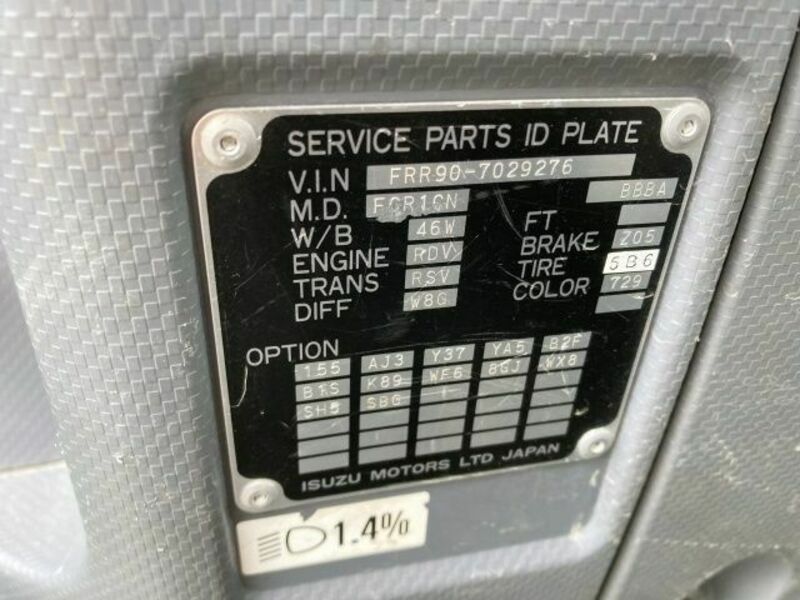 SERVICE PARTS ID PLATE
V.I.N FRR90-7029276
M.D. BBBA
W/B 46W FT
ENGINE RDV BRAKE Z05
TRANS RSV TIRE 5B6
DIFF W8G COLOR 729
OPTION
155 AJ3 Y37 YA5 B2F
B1S K89 WF6 8GJ WX8
SH5 SBG
ISUZU MOTORS LTD JAPAN
1.4%